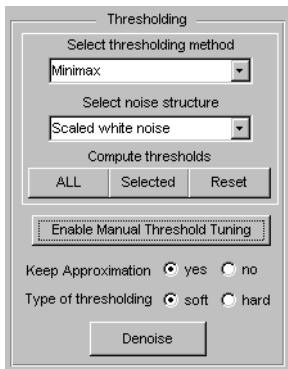 Thresholding
Select thresholding method
Minimax
Select noise structure
Scaled white noise
Compute thresholds
ALL Selected Reset
Enable Manual Threshold Tuning
Keep Approximation yes no
Type of thresholding soft hard
Denoise